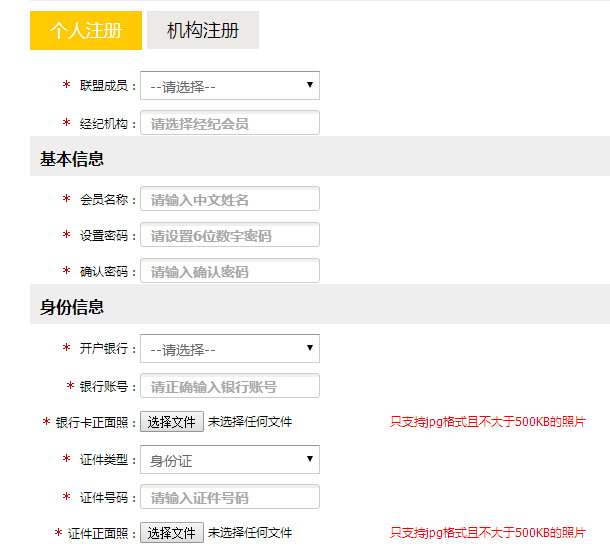 个人注册 机构注册
* 联盟成员： --请选择--
* 经纪机构： 请选择经纪会员
基本信息
* 会员名称： 请输入中文姓名
* 设置密码： 请设置6位数字密码
* 确认密码： 请输入确认密码
身份信息
* 开户银行： --请选择--
* 银行账号： 请正确输入银行账号
* 银行卡正面照： 选择文件 未选择任何文件 只支持jpg格式且不大于500KB的照片
* 证件类型： 身份证
* 证件号码： 请输入证件号码
* 证件正面照： 选择文件 未选择任何文件 只支持jpg格式且不大于500KB的照片